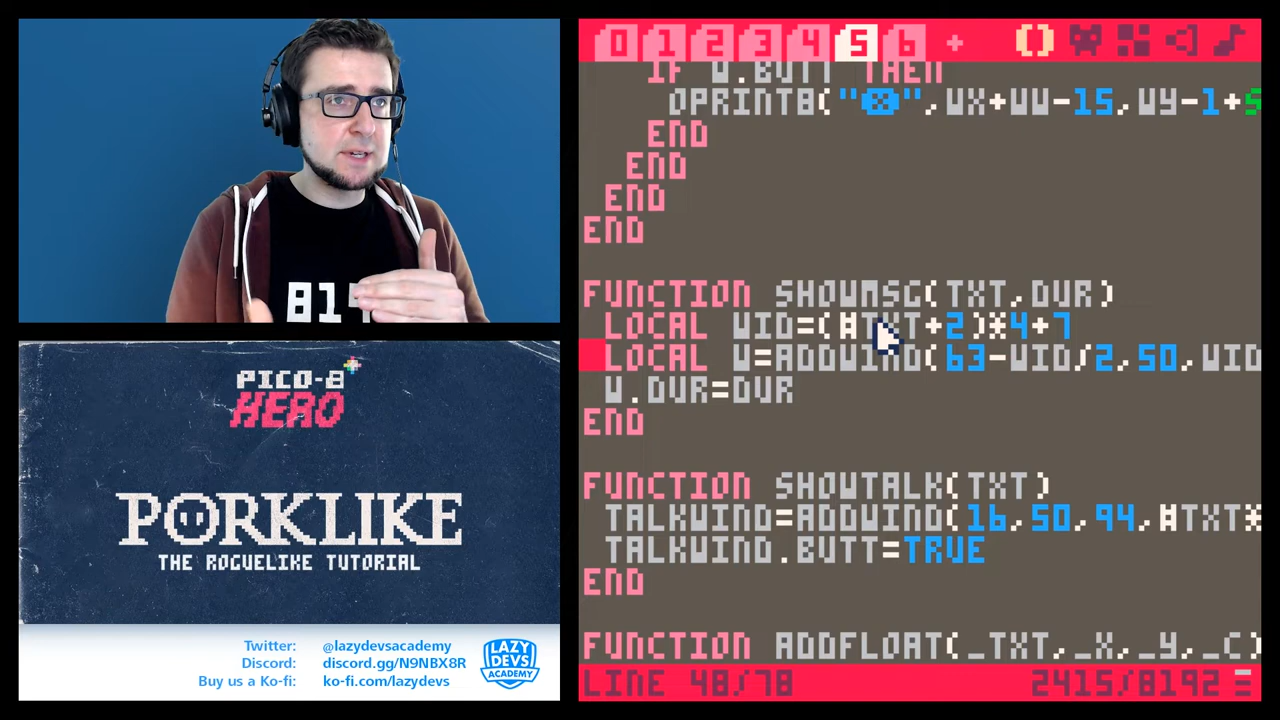 814
PICO-8
HERO
PORKLIKE
THE ROGUELIKE TUTORIAL
Twitter: @lazydevsacademy
Discord: discord.gg/N9NBX8R
Buy us a Ko-fi: ko-fi.com/lazydevs
LAZY
DEVS
ACADEMY
0 1 2 3 4 5 6 +
IF W.BUTT THEN
OPRINT8("❎",WX+WW-15,WY-1+S
END
END
END
END
FUNCTION SHOWMSG(TXT,DUR)
LOCAL WID=(#TXT+2)*4+7
LOCAL W=ADDWIND(63-WID/2,50,WID
W.DUR=DUR
END
FUNCTION SHOWTALK(TXT)
TALKWIND=ADDWIND(16,50,94,#TXT*
TALKWIND.BUTT=TRUE
END
FUNCTION ADDFLOAT(_TXT,_X,_Y,_C)
LINE 48/78 2415/8192